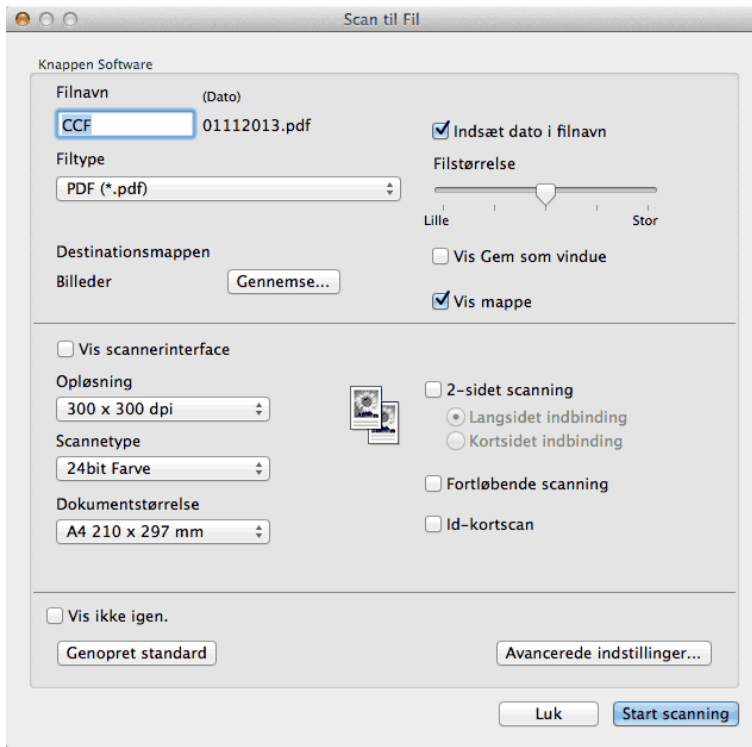 Scan til Fil
Knappen Software
Filnavn
(Dato)
CCF
01112013.pdf
Indsæt dato i filnavn
Filtype
PDF (*.pdf)
Filstørrelse
Lille
Stor
Destinationsmappen
Billeder
Gennemse...
Vis Gem som vindue
Vis mappe
Vis scannerinterface
Opløsning
300 x 300 dpi
Scannetype
24bit Farve
Dokumentstørrelse
A4 210 x 297 mm
2-sidet scanning
Langsidet indbinding
Kortsidet indbinding
Fortløbende scanning
Id-kortscan
Vis ikke igen.
Genopret standard
Avancerede indstillinger...
Luk
Start scanning